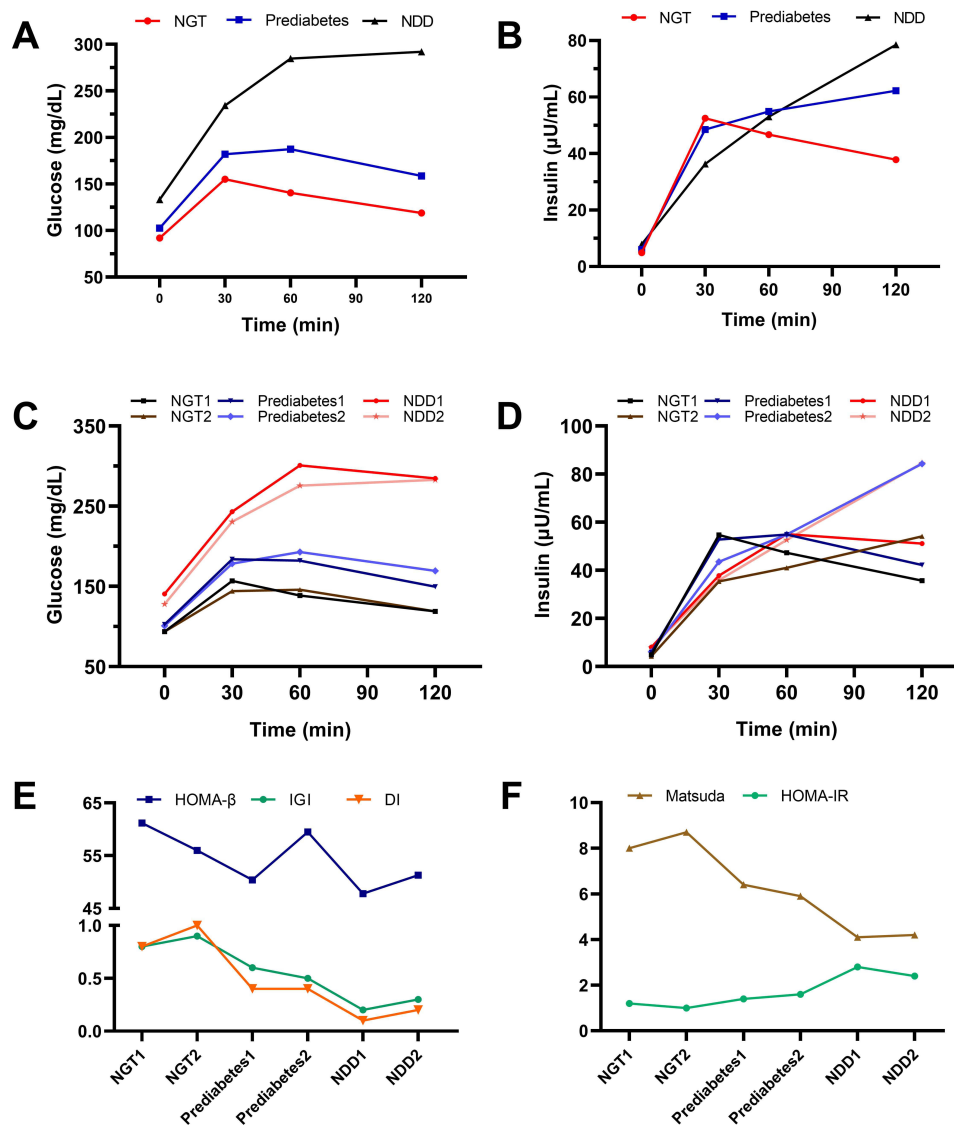 A
NGT Prediabetes NDD
Glucose (mg/dL)
300
250
200
150
100
50
0 30 60 90 120
Time (min)
B
NGT Prediabetes NDD
Insulin (µU/mL)
80
60
40
20
0
0 30 60 90 120
Time (min)
C
NGT1 Prediabetes1 NDD1
NGT2 Prediabetes2 NDD2
Glucose (mg/dL)
350
250
150
50
0 30 60 90 120
Time (min)
D
NGT1 Prediabetes1 NDD1
NGT2 Prediabetes2 NDD2
Insulin (µU/mL)
100
80
60
40
20
0
0 30 60 90 120
Time (min)
E
HOMA-β IGI DI
65
55
45
1.0
0.5
0.0
NGT1 NGT2 Prediabetes1 Prediabetes2 NDD1 NDD2
F
Matsuda HOMA-IR
10
8
6
4
2
0
NGT1 NGT2 Prediabetes1 Prediabetes2 NDD1 NDD2